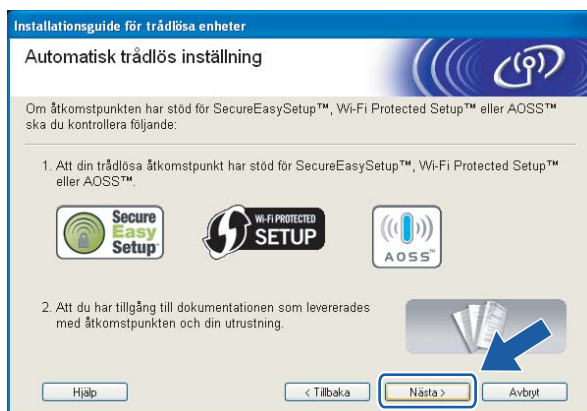 Installationsguide för trådlösa enheter
Automatisk trådlös inställning
Om åtkomstpunkten har stöd för SecureEasySetup™, Wi-Fi Protected Setup™ eller AOSS™
ska du kontrollera följande:
1. Att din trådlösa åtkomstpunkt har stöd för SecureEasySetup™, Wi-Fi Protected Setup™
eller AOSS™.
Secure
Easy
Setup™
WI-FI PROTECTED
SETUP
AOSS™
2. Att du har tillgång till dokumentationen som levererades
med åtkomstpunkten och din utrustning.
Hjälp
< Tillbaka
Nästa >
Avbryt